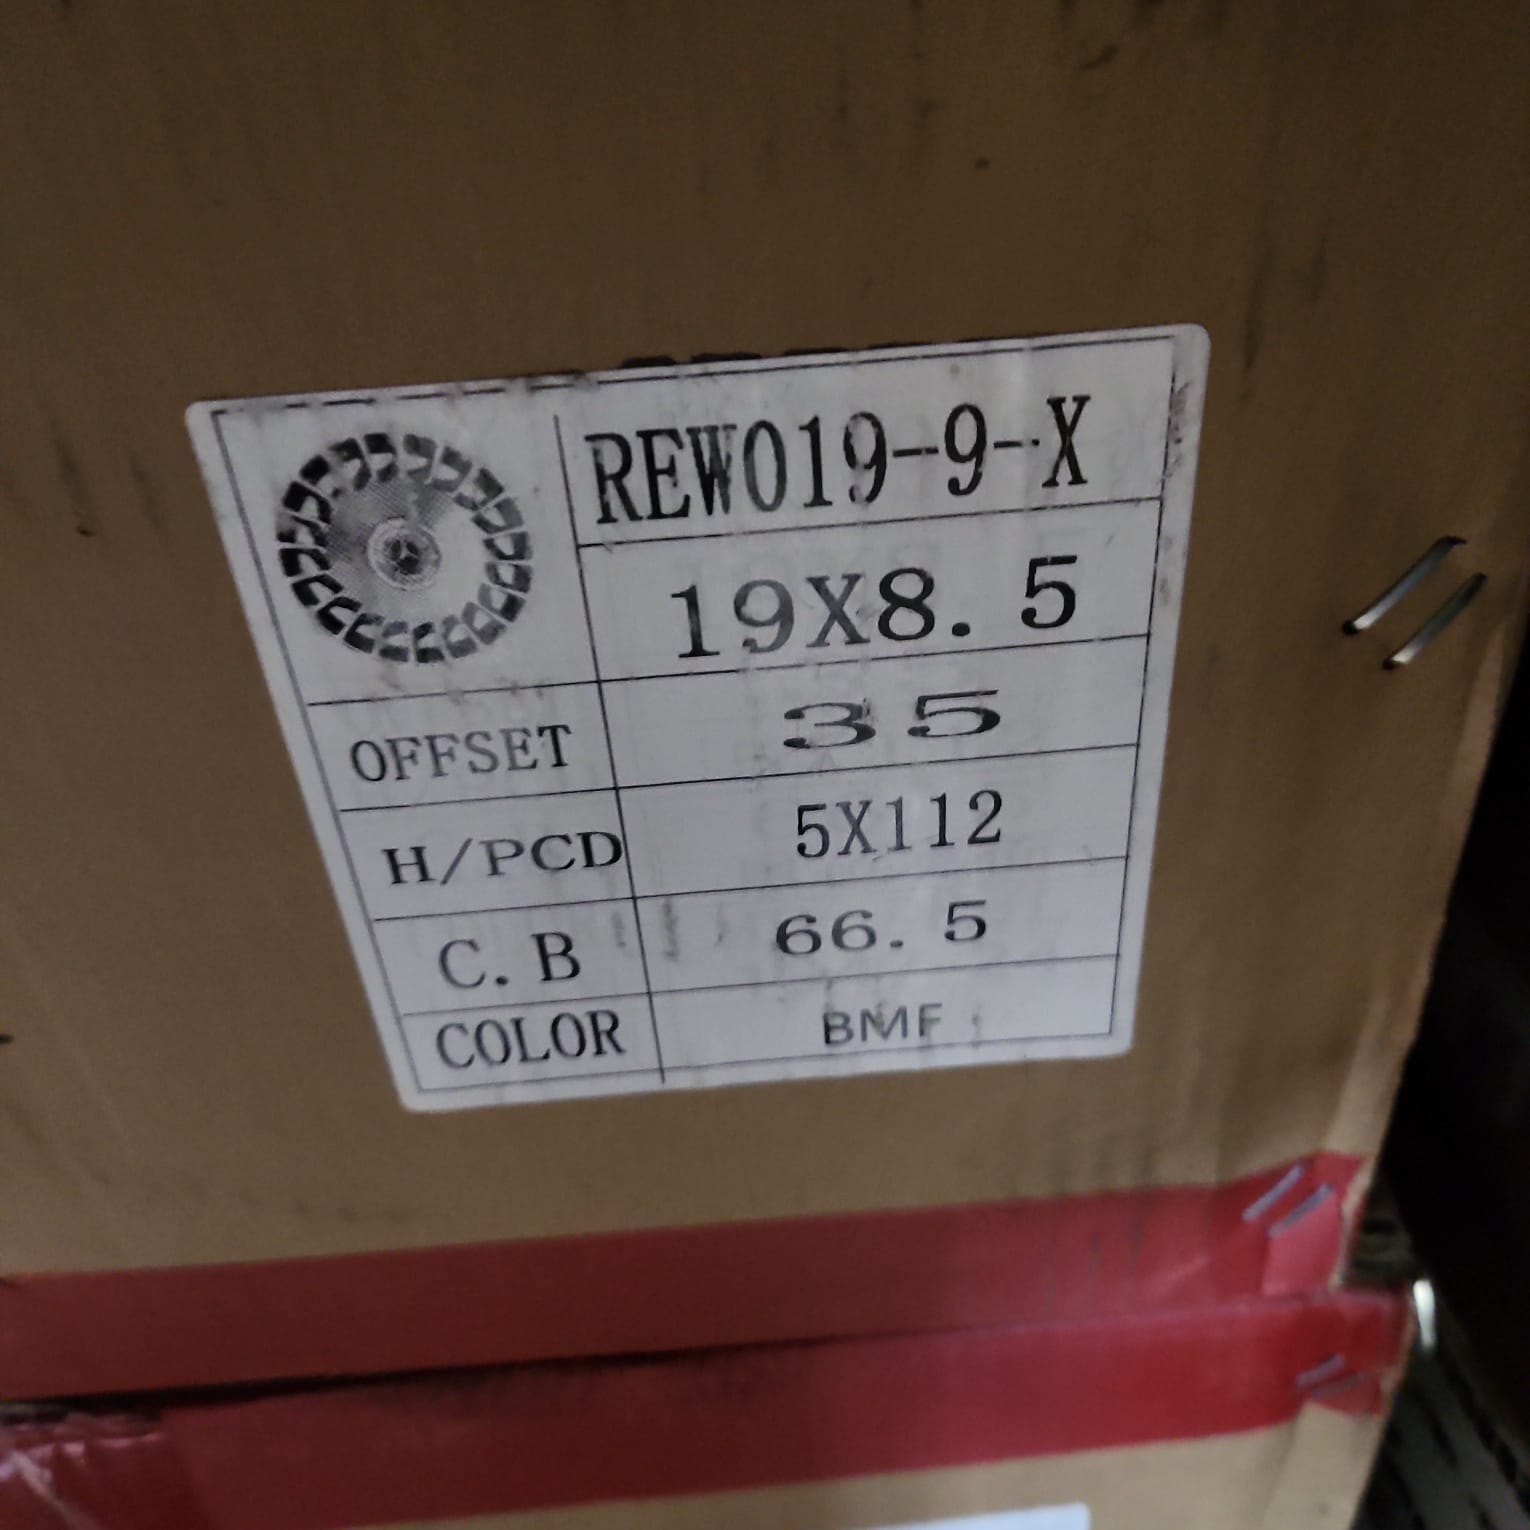 REW019-9-X
19X8.5
OFFSET 35
H/PCD 5X112
C.B 66.5
COLOR BMF